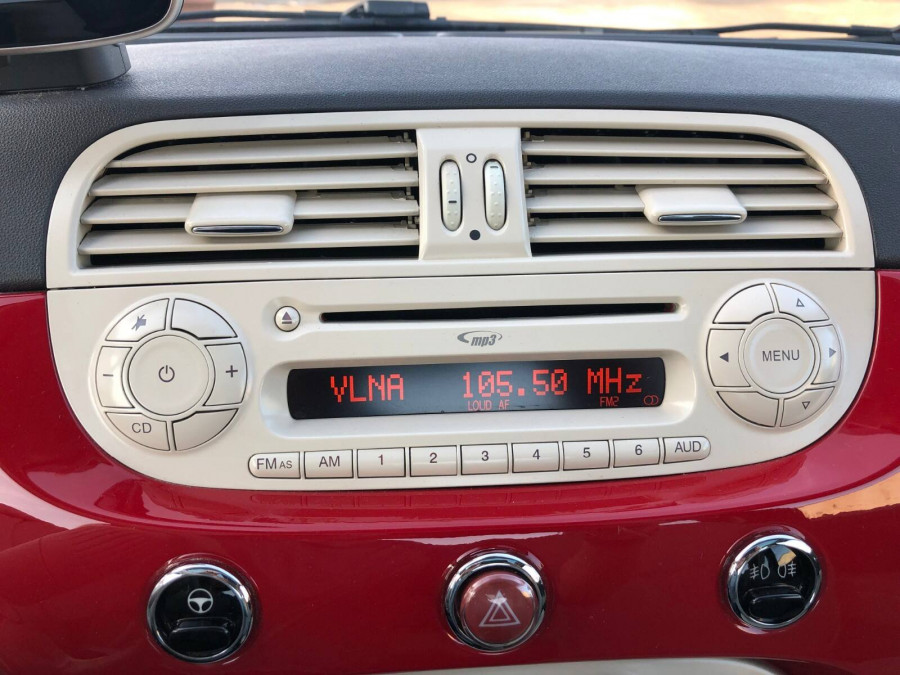 mp3
VLNA 105.50 MHz
LOUD AF FM2
- + MENU
CD
FM AS AM 1 2 3 4 5 6 AUD